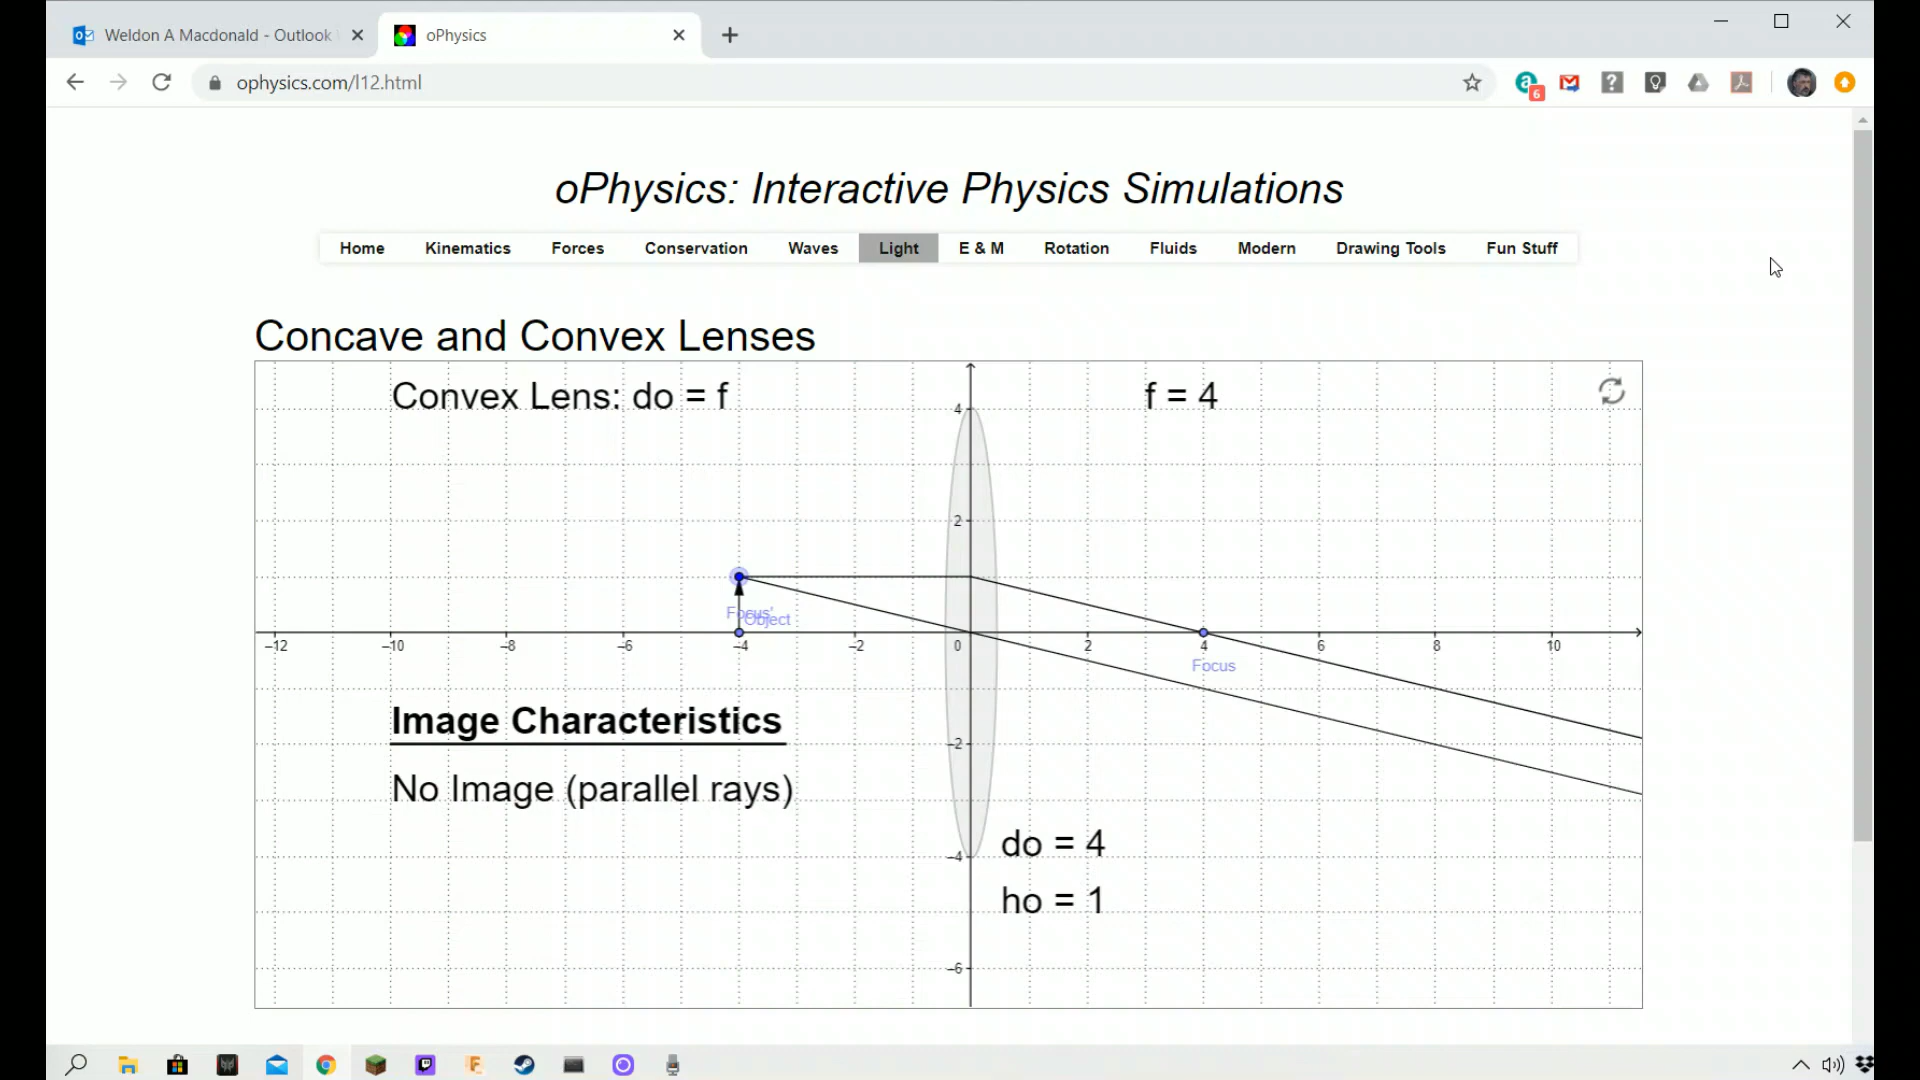 Weldon A Macdonald - Outlook
oPhysics
ophysics.com/l12.html
6
oPhysics: Interactive Physics Simulations
Home Kinematics Forces Conservation Waves Light E & M Rotation Fluids Modern Drawing Tools Fun Stuff
Concave and Convex Lenses
Convex Lens: do = f
f = 4
4
2
Focus'
Object
−12 −10 −8 −6 −4 −2 0 2 4 6 8 10
Focus
Image Characteristics
−2
No Image (parallel rays)
do = 4
−4
ho = 1
−6